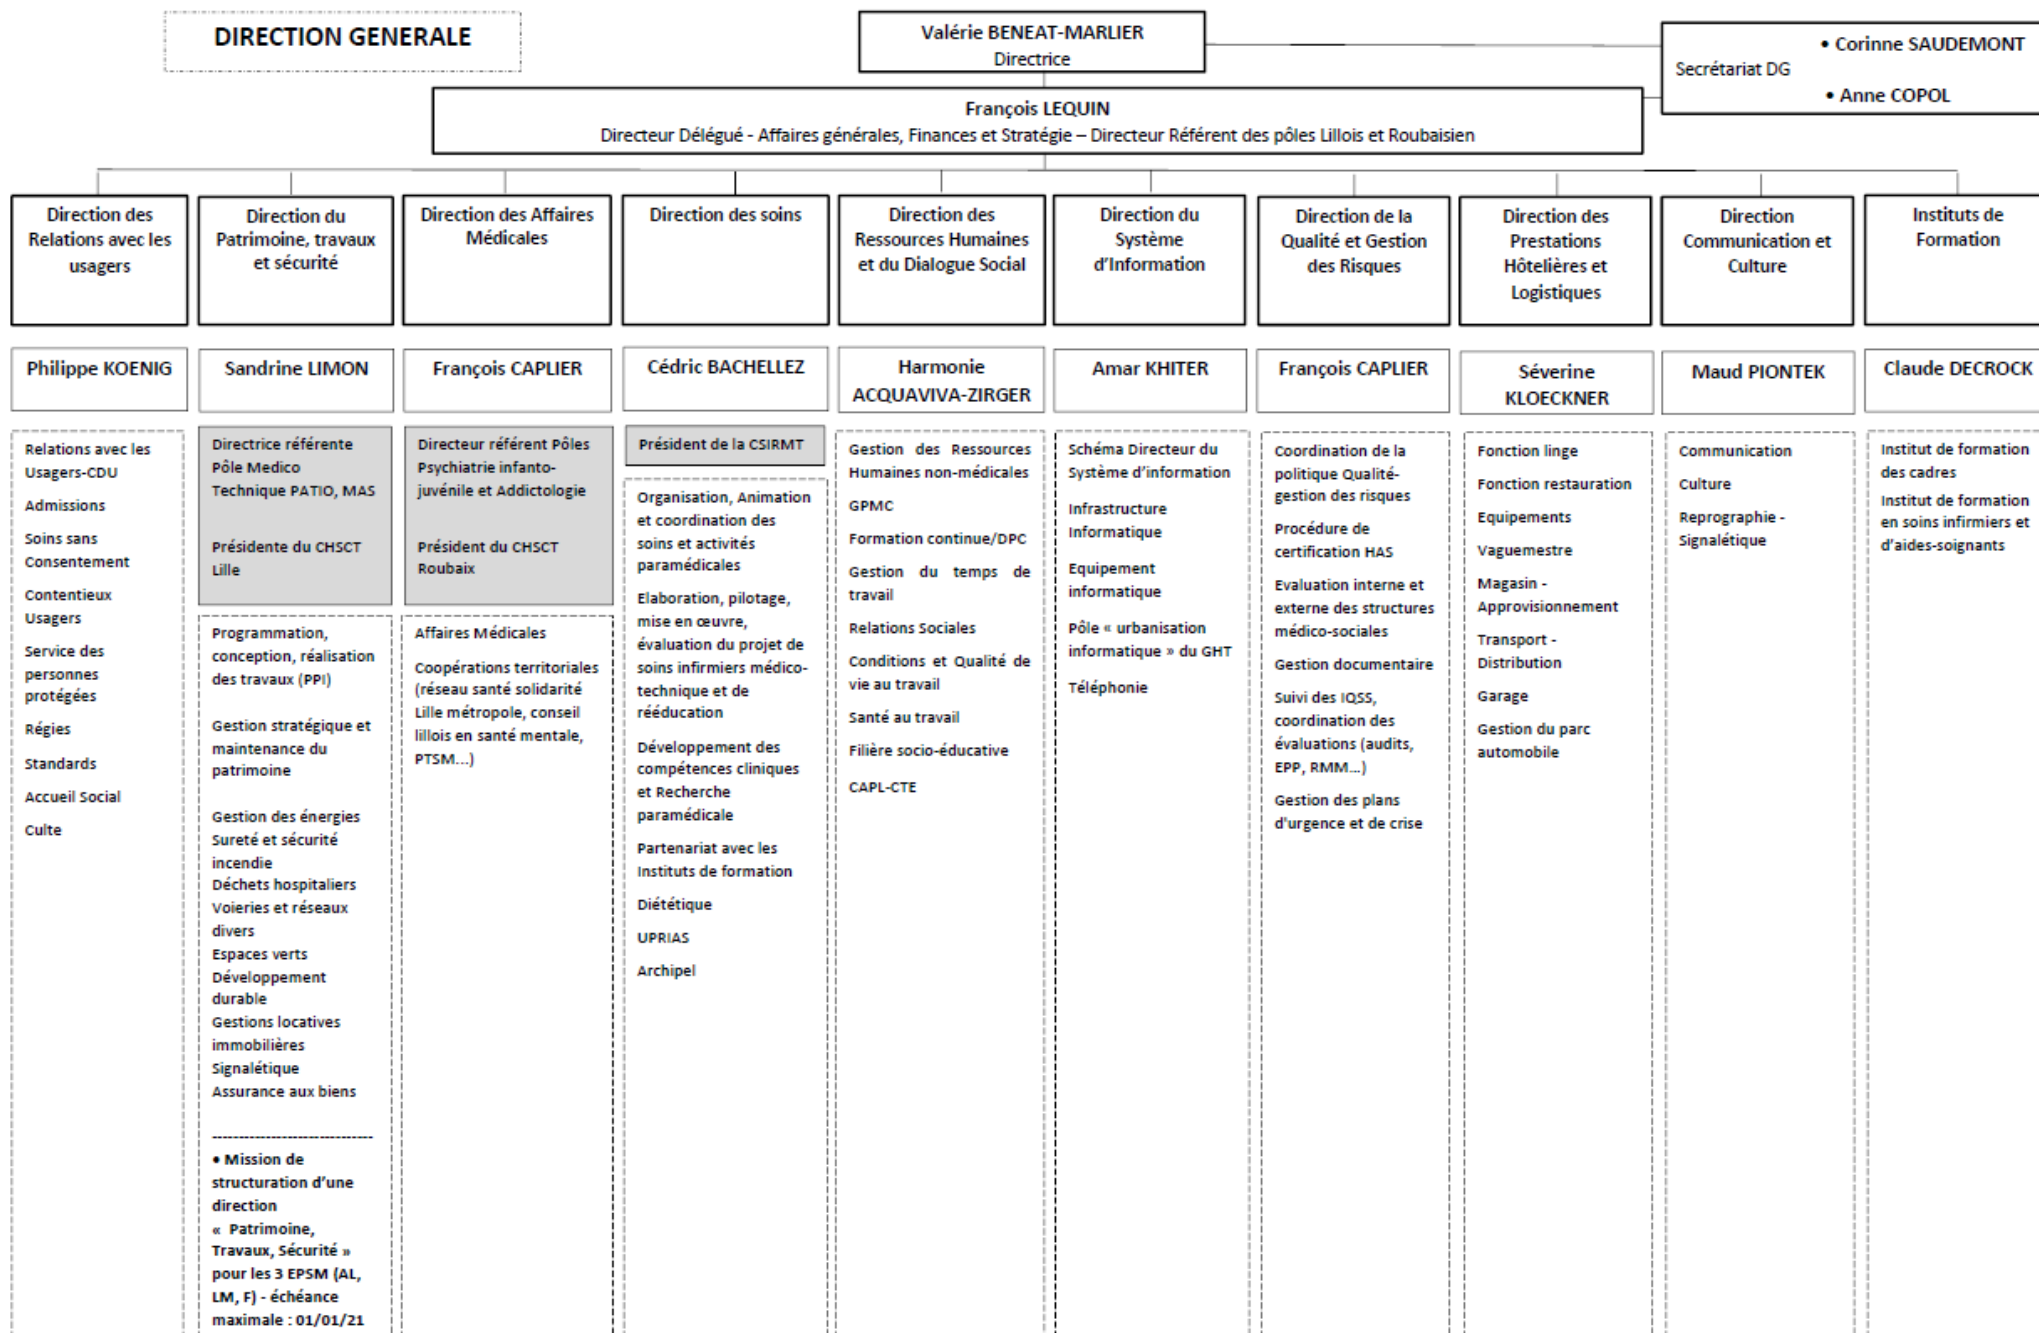 DIRECTION GENERALE
Valérie BENEAT-MARLIER
Directrice
Secrétariat DG
• Corinne SAUDEMONT
• Anne COPOL
François LEQUIN
Directeur Délégué - Affaires générales, Finances et Stratégie – Directeur Référent des pôles Lillois et Roubaisien
Direction des
Relations avec les
usagers
Philippe KOENIG
Relations avec les
Usagers-CDU
Admissions
Soins sans
Consentement
Contentieux
Usagers
Service des
personnes
protégées
Régies
Standards
Accueil Social
Culte
Direction du
Patrimoine, travaux
et sécurité
Sandrine LIMON
Directrice référente
Pôle Medico
Technique PATIO, MAS
Présidente du CHSCT
Lille
Programmation,
conception, réalisation
des travaux (PPI)
Gestion stratégique et
maintenance du
patrimoine
Gestion des énergies
Sureté et sécurité
incendie
Déchets hospitaliers
Voieries et réseaux
divers
Espaces verts
Développement
durable
Gestions locatives
immobilières
Signalétique
Assurance aux biens
------------------------------
• Mission de
structuration d'une
direction
« Patrimoine,
Travaux, Sécurité »
pour les 3 EPSM (AL,
LM, F) - échéance
maximale : 01/01/21
Direction des Affaires
Médicales
François CAPLIER
Directeur référent Pôles
Psychiatrie infanto-
juvénile et Addictologie
Président du CHSCT
Roubaix
Affaires Médicales
Coopérations territoriales
(réseau santé solidarité
Lille métropole, conseil
lillois en santé mentale,
PTSM...)
Direction des soins
Cédric BACHELLEZ
Président de la CSIRMT
Organisation, Animation
et coordination des
soins et activités
paramédicales
Elaboration, pilotage,
mise en œuvre,
évaluation du projet de
soins infirmiers médico-
technique et de
rééducation
Développement des
compétences cliniques
et Recherche
paramédicale
Partenariat avec les
Instituts de formation
Diététique
UPRIAS
Archipel
Direction des
Ressources Humaines
et du Dialogue Social
Harmonie
ACQUAVIVA-ZIRGER
Gestion des Ressources
Humaines non-médicales
GPMC
Formation continue/DPC
Gestion du temps de
travail
Relations Sociales
Conditions et Qualité de
vie au travail
Santé au travail
Filière socio-éducative
CAPL-CTE
Direction du
Système
d'Information
Amar KHITER
Schéma Directeur du
Système d'information
Infrastructure
Informatique
Equipement
informatique
Pôle « urbanisation
informatique » du GHT
Téléphonie
Direction de la
Qualité et Gestion
des Risques
François CAPLIER
Coordination de la
politique Qualité-
gestion des risques
Procédure de
certification HAS
Evaluation interne et
externe des structures
médico-sociales
Gestion documentaire
Suivi des IQSS,
coordination des
évaluations (audits,
EPP, RMM...)
Gestion des plans
d'urgence et de crise
Direction des
Prestations
Hôtelières et
Logistiques
Séverine
KLOECKNER
Fonction linge
Fonction restauration
Equipements
Vaguemestre
Magasin -
Approvisionnement
Transport -
Distribution
Garage
Gestion du parc
automobile
Direction
Communication et
Culture
Maud PIONTEK
Communication
Culture
Reprographie -
Signalétique
Instituts de
Formation
Claude DECROCK
Institut de formation
des cadres
Institut de formation
en soins infirmiers et
d'aides-soignants